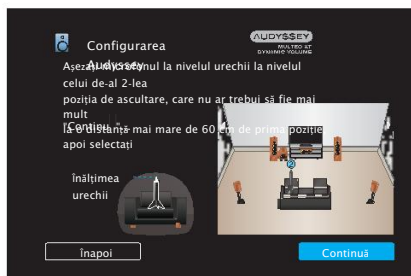 Configurarea
Audyssey
AUDYSSEY
MULTEQ XT
DYNAMIC VOLUME
Așezați microfonul la nivelul urechii la nivelul
celui de-al 2-lea
poziția de ascultare, care nu ar trebui să fie mai
mult
la o distanță mai mare de 60 cm de prima poziție,
"Continu
apoi selectați
înălțimea
urechii
2
înapoi
Continuă